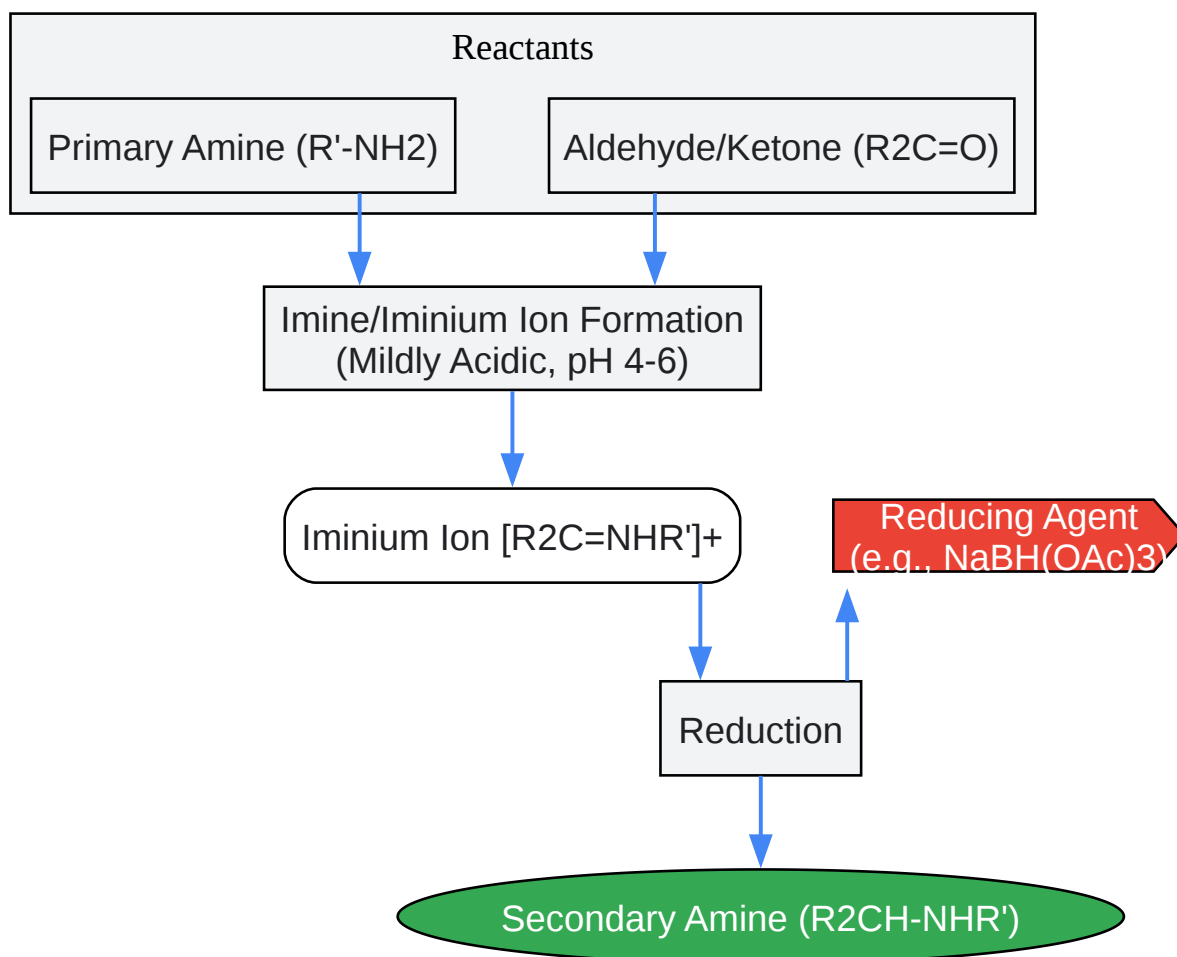 Reactants
Primary Amine (R'-NH2)
Aldehyde/Ketone (R2C=O)
Imine/Iminium Ion Formation
(Mildly Acidic, pH 4-6)
Iminium Ion [R2C=NHR']+
Reducing Agent
(e.g., NaBH(OAc)3)
Reduction
Secondary Amine (R2CH-NHR')